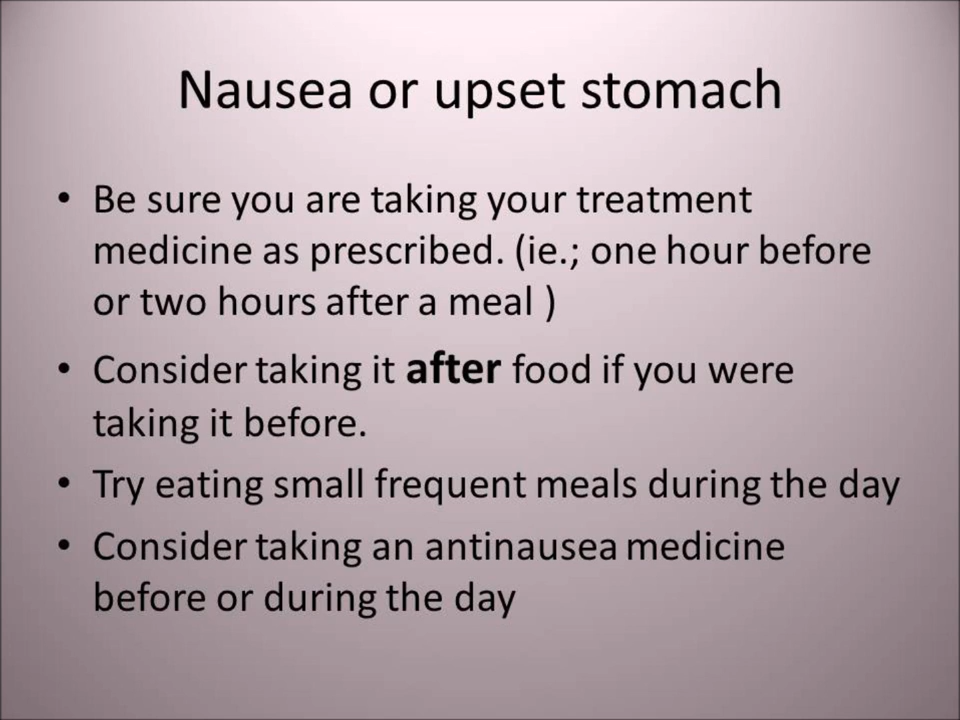 Nausea or upset stomach
• Be sure you are taking your treatment
medicine as prescribed. (ie.; one hour before
or two hours after a meal )
• Consider taking it after food if you were
taking it before.
• Try eating small frequent meals during the day
• Consider taking an antinausea medicine
before or during the day